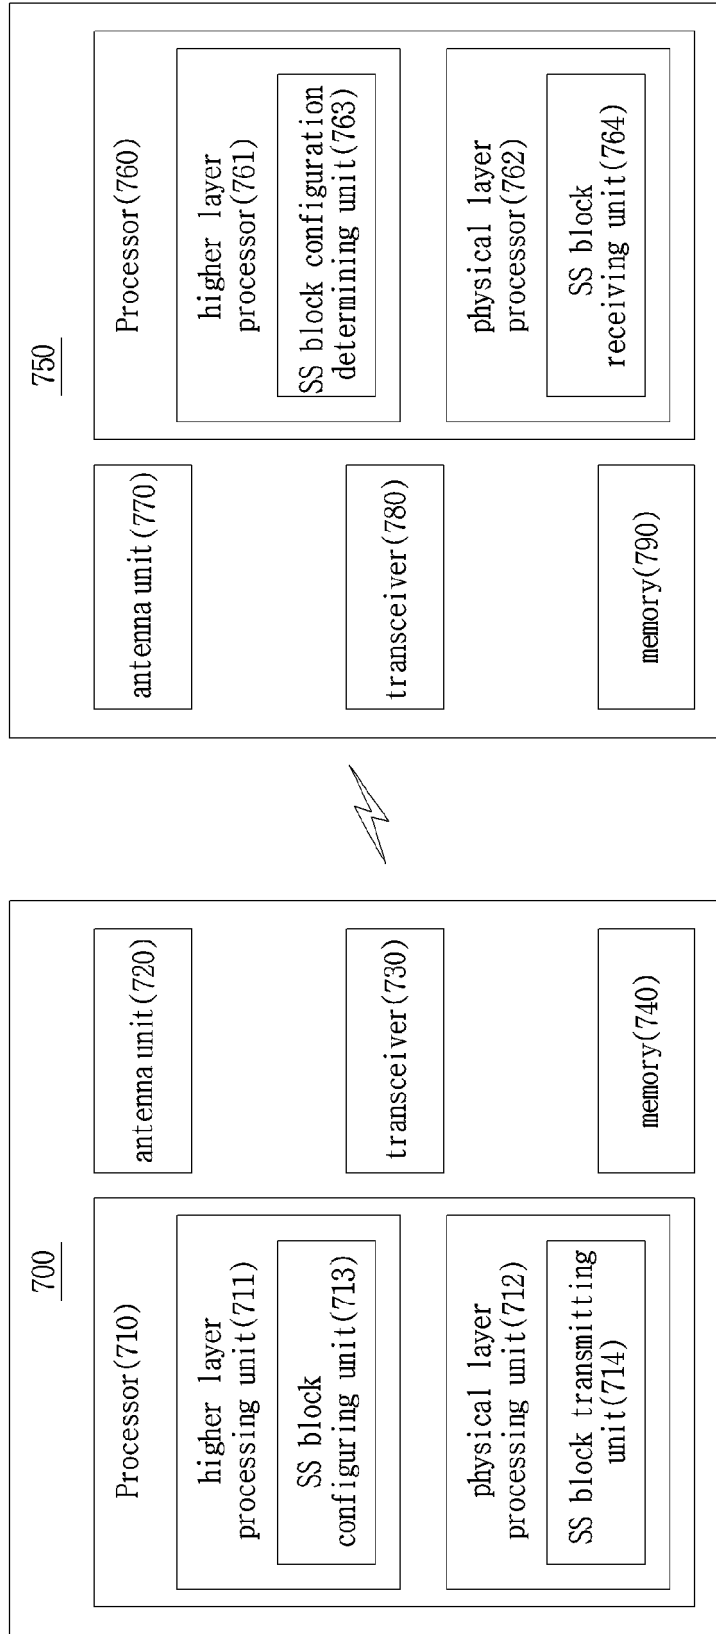 700
Processor(710)
higher layer
processing unit(711)
SS block
configuring unit(713)
physical layer
processing unit(712)
SS block transmitting
unit(714)
antenna unit(720)
transceiver(730)
memory(740)
750
antenna unit(770)
transceiver(780)
memory(790)
Processor(760)
higher layer
processor(761)
SS block configuration
determining unit(763)
physical layer
processor(762)
SS block
receiving unit(764)